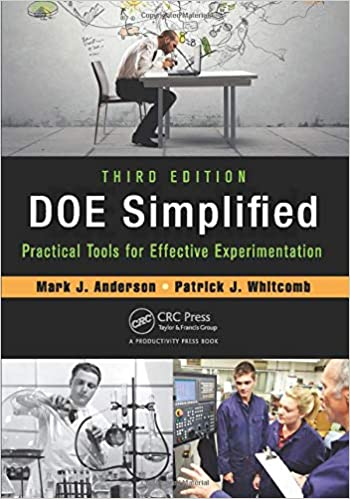 THIRD EDITION
DOE Simplified
Practical Tools for Effective Experimentation
Mark J. Anderson • Patrick J. Whitcomb
CRC
CRC Press
Taylor & Francis Group
A PRODUCTIVITY PRESS BOOK